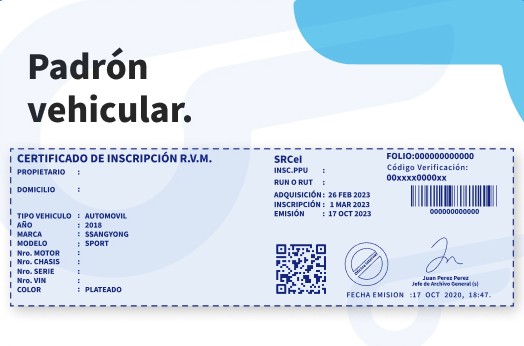 Padrón
vehicular.
CERTIFICADO DE INSCRIPCIÓN R.V.M.
PROPIETARIO :
DOMICILIO :
TIPO VEHICULO : AUTOMOVIL
AÑO : 2018
MARCA : SSANGYONG
MODELO : SPORT
Nro. MOTOR :
Nro. CHASIS :
Nro. SERIE :
Nro. VIN :
COLOR : PLATEADO
SRCeI
INSC.PPU :
RUN O RUT :
ADQUISICIÓN : 26 FEB 2023
INSCRIPCIÓN : 1 MAR 2023
EMISIÓN : 17 OCT 2023
FOLIO:000000000000
Código Verificación:
00xxxx0000xx
000000000000
Juan Perez Perez
Jefe de Archivo General (s)
FECHA EMISION :17 OCT 2020, 18:47.